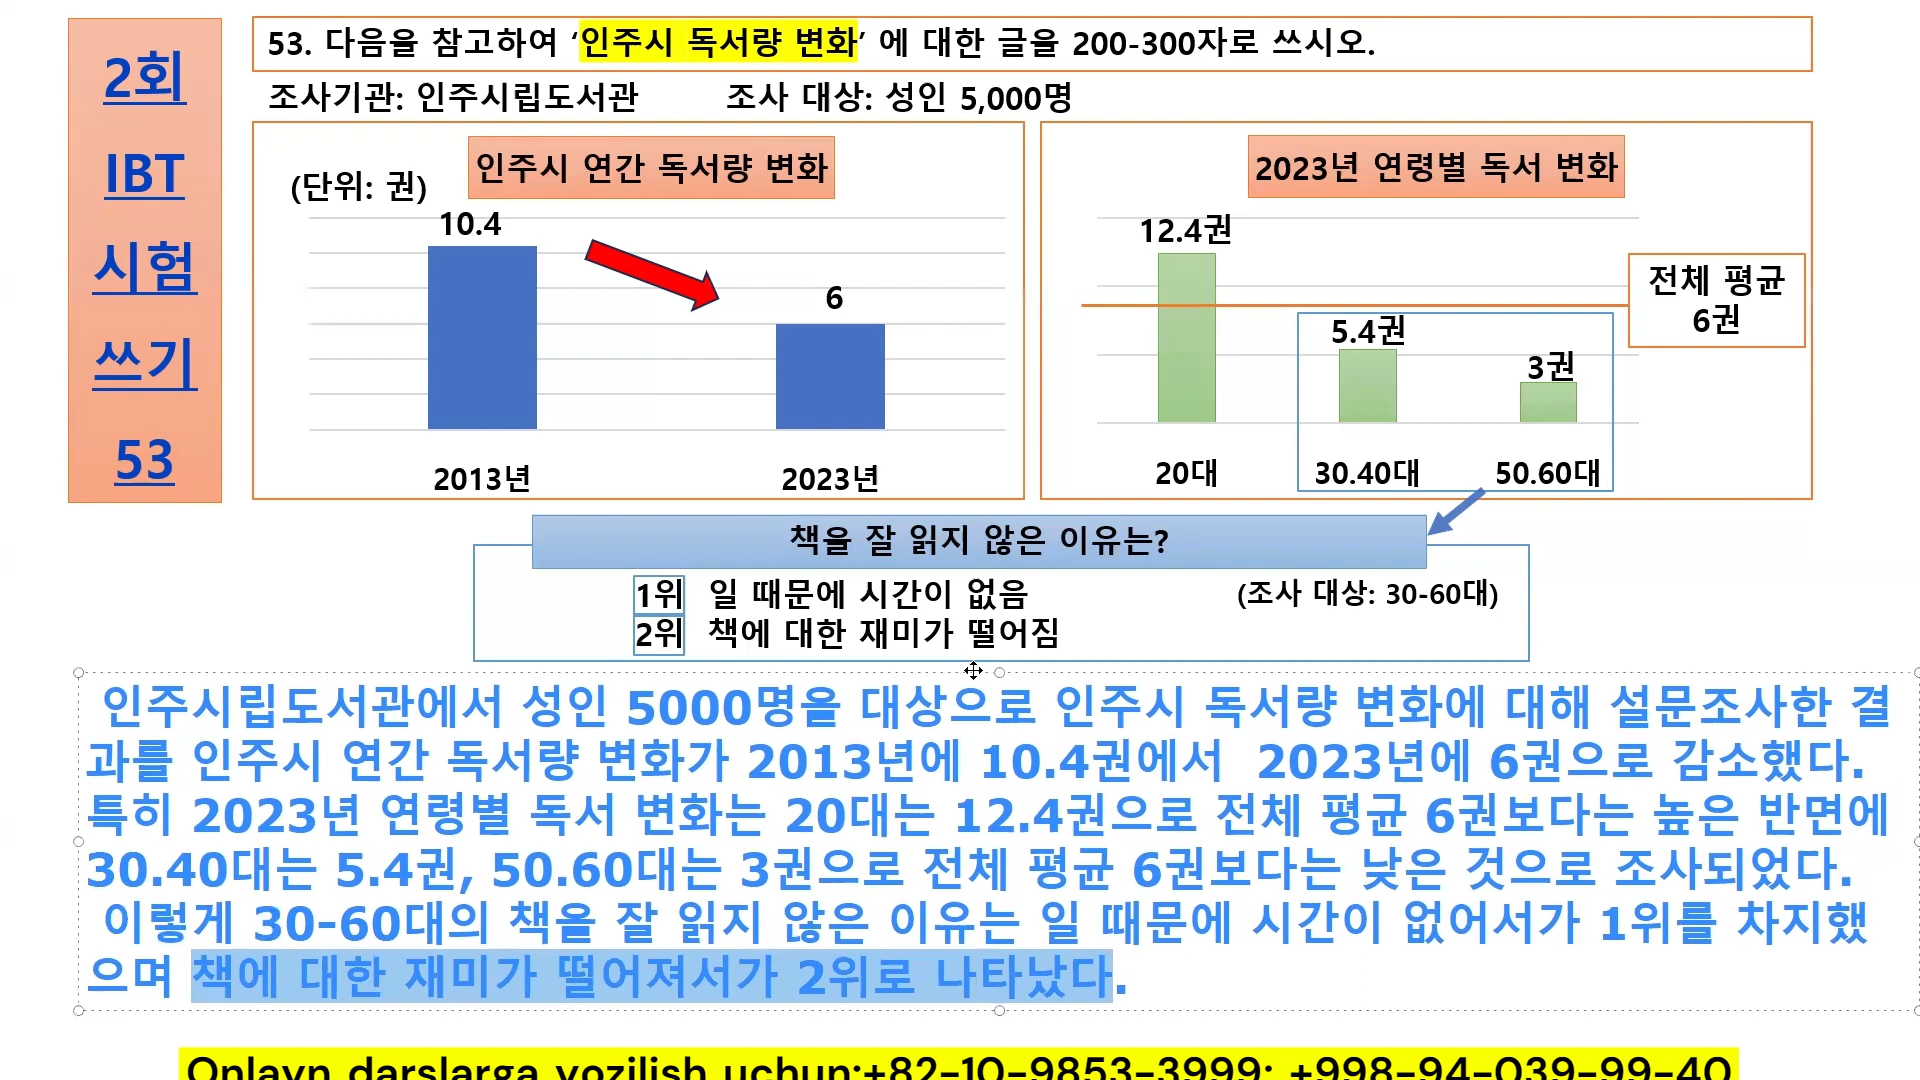 2회
IBT
시험
쓰기
53
53. 다음을 참고하여 ‘인주시 독서량 변화’ 에 대한 글을 200-300자로 쓰시오.
조사기관: 인주시립도서관 조사 대상: 성인 5,000명
인주시 연간 독서량 변화
(단위: 권)
10.4
6
2013년 2023년
2023년 연령별 독서 변화
12.4권
전체 평균
6권
5.4권
3권
20대 30.40대 50.60대
책을 잘 읽지 않은 이유는?
1위 일 때문에 시간이 없음 (조사 대상: 30-60대)
2위 책에 대한 재미가 떨어짐
인주시립도서관에서 성인 5000명을 대상으로 인주시 독서량 변화에 대해 설문조사한 결
과를 인주시 연간 독서량 변화가 2013년에 10.4권에서 2023년에 6권으로 감소했다.
특히 2023년 연령별 독서 변화는 20대는 12.4권으로 전체 평균 6권보다는 높은 반면에
30.40대는 5.4권, 50.60대는 3권으로 전체 평균 6권보다는 낮은 것으로 조사되었다.
이렇게 30-60대의 책을 잘 읽지 않은 이유는 일 때문에 시간이 없어서가 1위를 차지했
으며 책에 대한 재미가 떨어져서가 2위로 나타났다.
Onlayn darslarga yozilish uchun:+82-10-9853-3999; +998-94-039-99-40